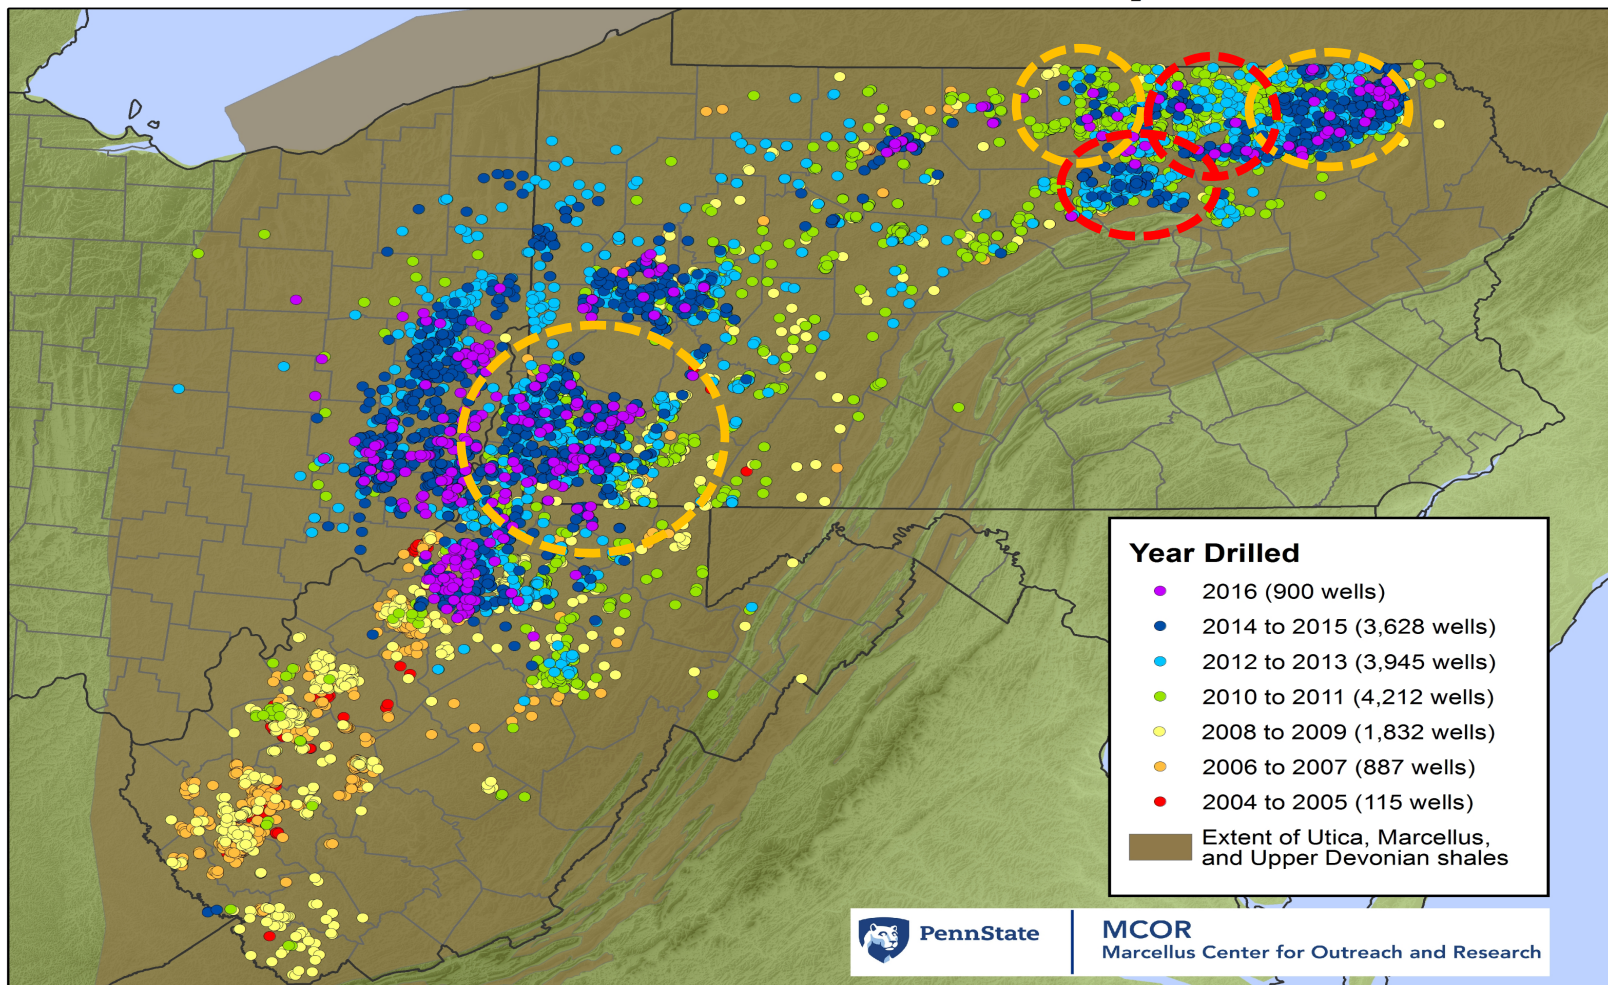 Year Drilled
2016 (900 wells)
2014 to 2015 (3,628 wells)
2012 to 2013 (3,945 wells)
2010 to 2011 (4,212 wells)
2008 to 2009 (1,832 wells)
2006 to 2007 (887 wells)
2004 to 2005 (115 wells)
Extent of Utica, Marcellus,
and Upper Devonian shales
PennState
MCOR
Marcellus Center for Outreach and Research